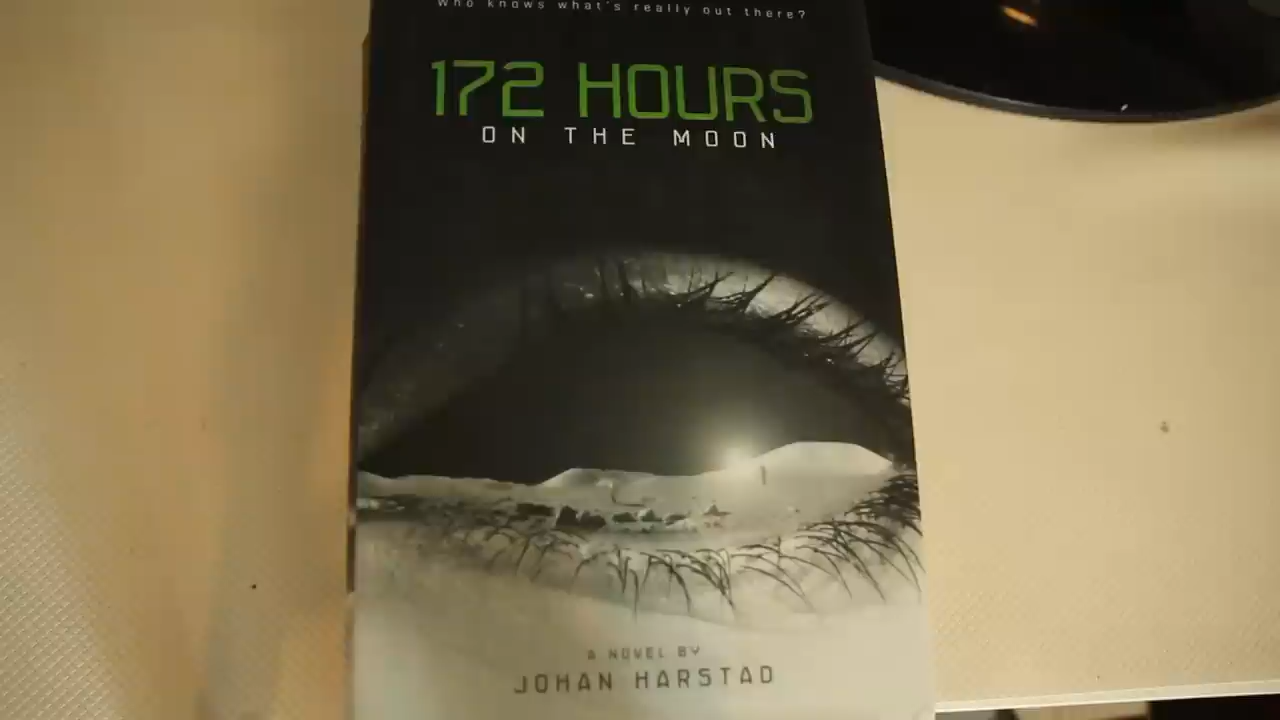 Who knows what's really out there?
172 HOURS
ON THE MOON
A NOVEL BY
JOHAN HARSTAD